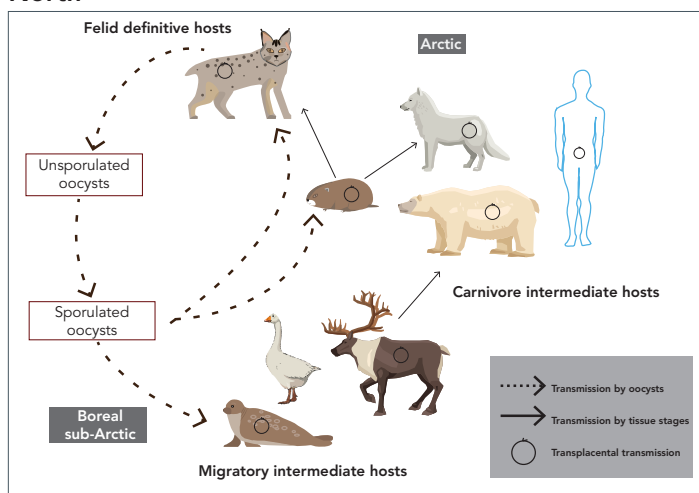 Felid definitive hosts
Arctic
Unsporulated
oocysts
Carnivore intermediate hosts
Sporulated
oocysts
Boreal
sub-Arctic
Migratory intermediate hosts
Transmission by oocysts
Transmission by tissue stages
Transplacental transmission